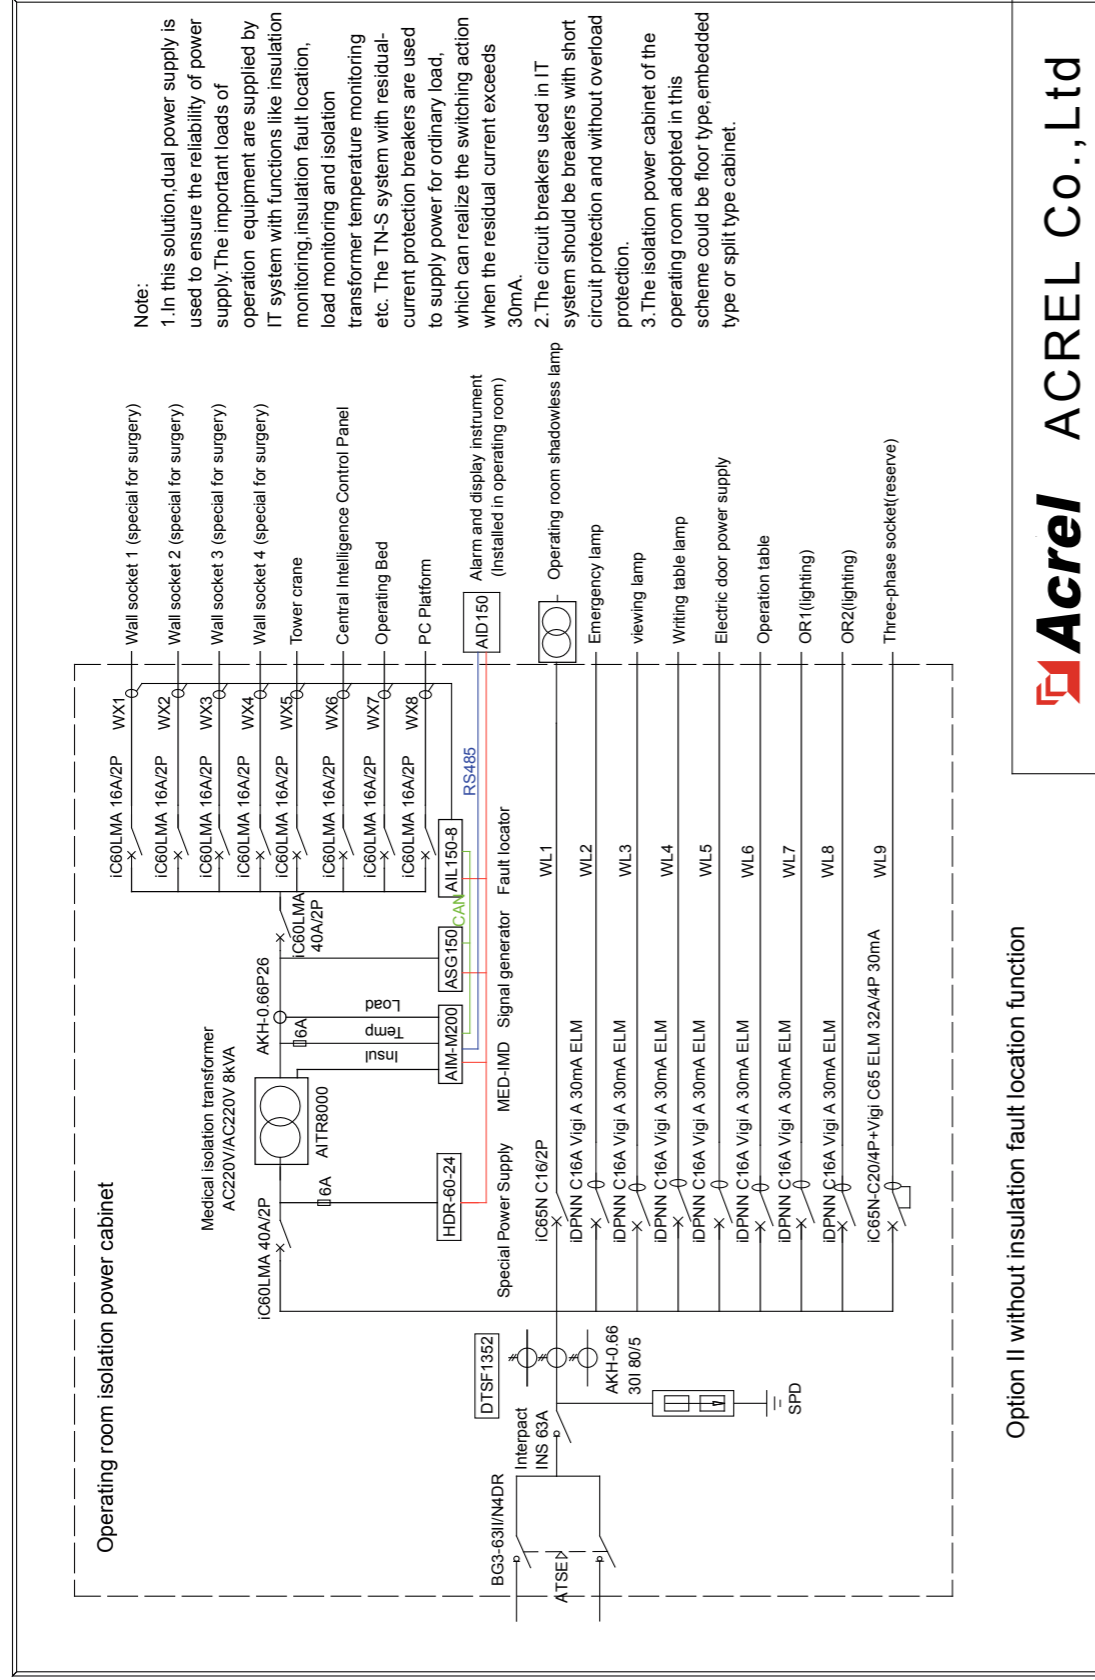 Operating room isolation power cabinet
Medical isolation transformer
AC220V/AC220V 8kVA
AITR8000
iC60LMA 40A/2P
6A
HDR-60-24
Special Power Supply
AKH-0.66P26
6A
Insul
Temp
Load
AIM-M200
MED-IMD
ASG150
Signal generator
AIL150-8
Fault locator
CAN
RS485
iC60LMA
40A/2P
iC60LMA 16A/2P WX1 Wall socket 1 (special for surgery)
iC60LMA 16A/2P WX2 Wall socket 2 (special for surgery)
iC60LMA 16A/2P WX3 Wall socket 3 (special for surgery)
iC60LMA 16A/2P WX4 Wall socket 4 (special for surgery)
iC60LMA 16A/2P WX5 Tower crane
iC60LMA 16A/2P WX6 Central Intelligence Control Panel
iC60LMA 16A/2P WX7 Operating Bed
iC60LMA 16A/2P WX8 PC Platform
AID150
Alarm and display instrument
(Installed in operating room)
BG3-63II/N4DR
ATSE
Interpact
INS 63A
DTSF1352
AKH-0.66
30I 80/5
SPD
iC65N C16/2P WL1 Operating room shadowless lamp
iDPNN C16A Vigi A 30mA ELM WL2 Emergency lamp
iDPNN C16A Vigi A 30mA ELM WL3 viewing lamp
iDPNN C16A Vigi A 30mA ELM WL4 Writing table lamp
iDPNN C16A Vigi A 30mA ELM WL5 Electric door power supply
iDPNN C16A Vigi A 30mA ELM WL6 Operation table
iDPNN C16A Vigi A 30mA ELM WL7 OR1(lighting)
iDPNN C16A Vigi A 30mA ELM WL8 OR2(lighting)
iC65N-C20/4P+Vigi C65 ELM 32A/4P 30mA WL9 Three-phase socket(reserve)
Note:
1.In this solution,dual power supply is
used to ensure the reliability of power
supply.The important loads of
operation equipment are supplied by
IT system with functions like insulation
monitoring,insulation fault location,
load monitoring and isolation
transformer temperature monitoring
etc. The TN-S system with residual-
current protection breakers are used
to supply power for ordinary load,
which can realize the switching action
when the residual current exceeds
30mA.
2.The circuit breakers used in IT
system should be breakers with short
circuit protection and without overload
protection.
3.The isolation power cabinet of the
operating room adopted in this
scheme could be floor type,embedded
type or split type cabinet.
Option II without insulation fault location function
Acrel ACREL Co.,Ltd